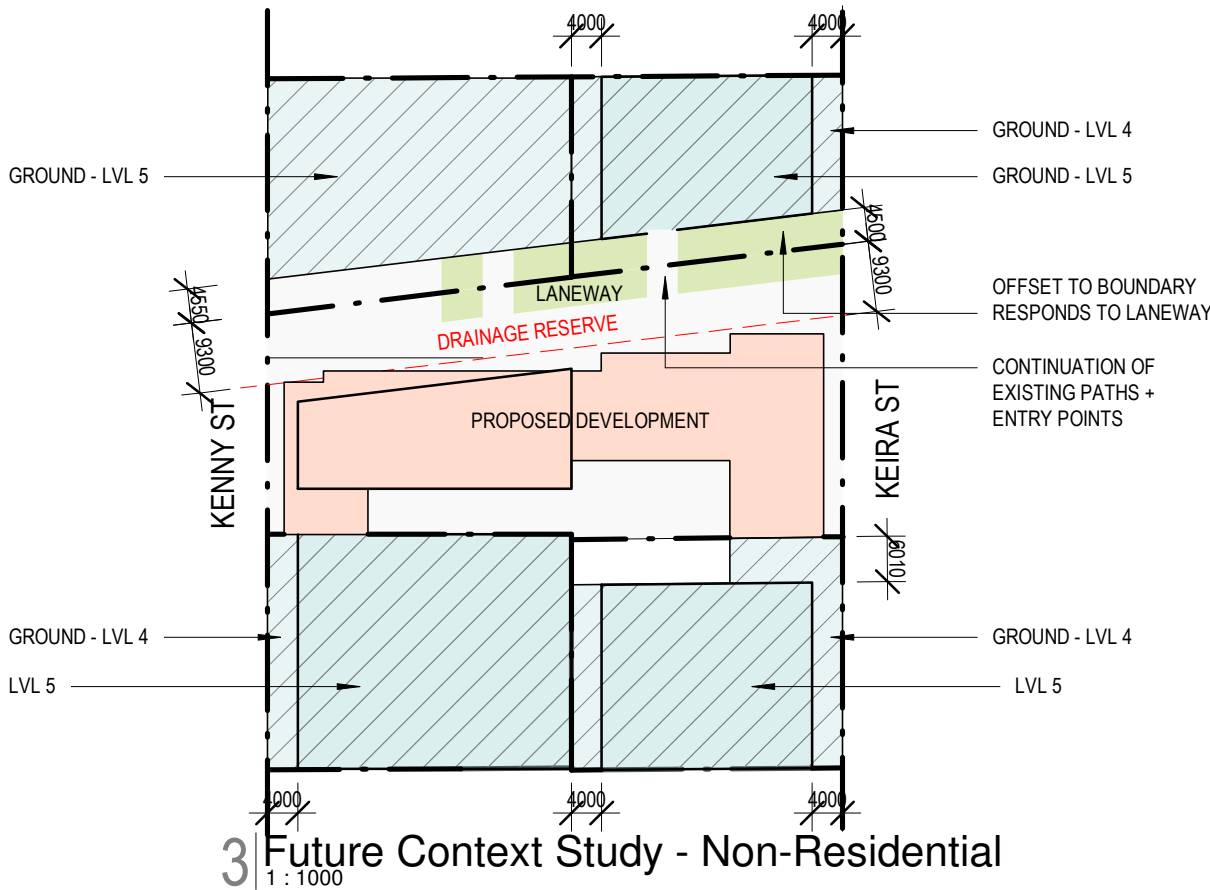 4000
4000
GROUND - LVL 4
GROUND - LVL 5
GROUND - LVL 5
4500
9300
4550
9300
LANEWAY
OFFSET TO BOUNDARY
RESPONDS TO LANEWAY
DRAINAGE RESERVE
CONTINUATION OF
EXISTING PATHS +
ENTRY POINTS
KENNY ST
PROPOSED DEVELOPMENT
KEIRA ST
6010
GROUND - LVL 4
GROUND - LVL 4
LVL 5
LVL 5
4000
4000
4000
3 Future Context Study - Non-Residential
1 : 1000